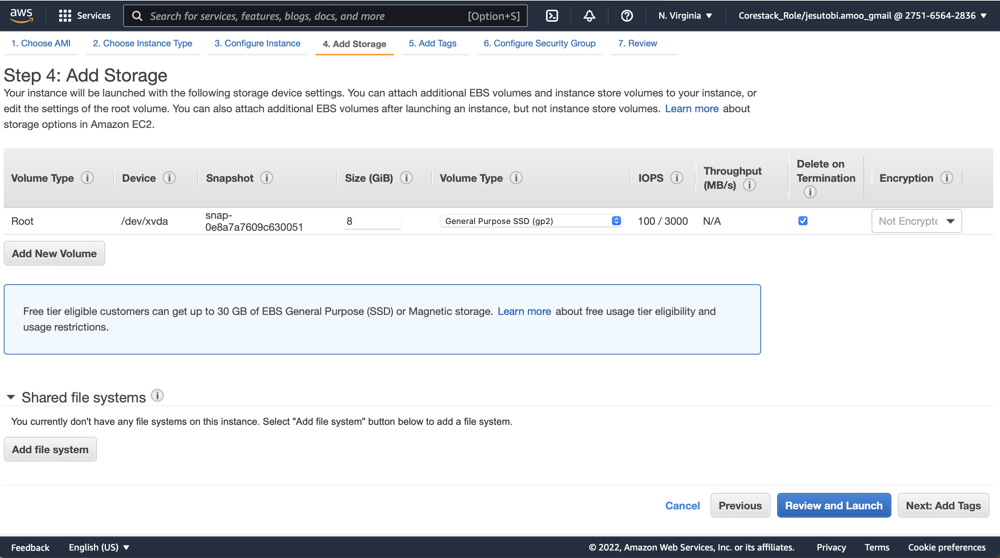 aws Services Search for services, features, blogs, docs, and more [Option+S] N. Virginia Corestack_Role/jesutobi.amoo_gmail @ 2751-6564-2836
1. Choose AMI 2. Choose Instance Type 3. Configure Instance 4. Add Storage 5. Add Tags 6. Configure Security Group 7. Review
Step 4: Add Storage
Your instance will be launched with the following storage device settings. You can attach additional EBS volumes and instance store volumes to your instance, or
edit the settings of the root volume. You can also attach additional EBS volumes after launching an instance, but not instance store volumes. Learn more about
storage options in Amazon EC2.
Volume Type Device Snapshot Size (GiB) Volume Type IOPS Throughput (MB/s) Delete on Termination Encryption
Root /dev/xvda snap-0e8a7a7609c630051 8 General Purpose SSD (gp2) 100 / 3000 N/A Not Encrypte
Add New Volume
Free tier eligible customers can get up to 30 GB of EBS General Purpose (SSD) or Magnetic storage. Learn more about free usage tier eligibility and
usage restrictions.
Shared file systems
You currently don't have any file systems on this instance. Select "Add file system" button below to add a file system.
Add file system
Cancel Previous Review and Launch Next: Add Tags
Feedback English (US) © 2022, Amazon Web Services, Inc. or its affiliates. Privacy Terms Cookie preferences